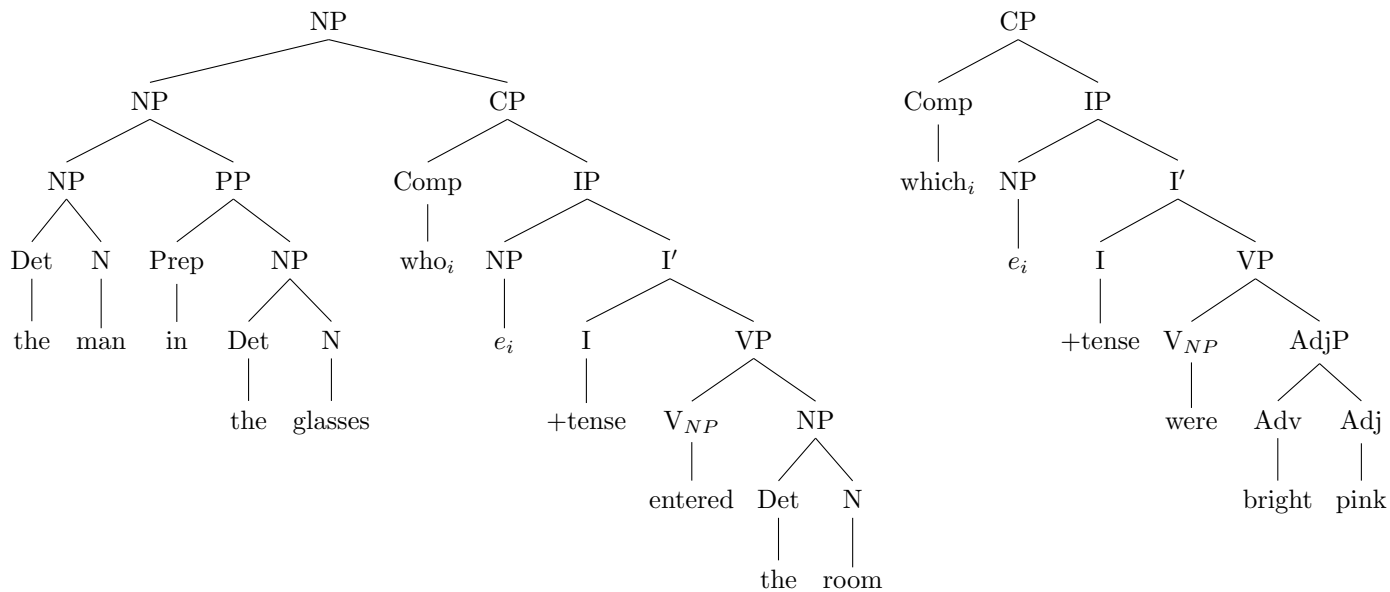 NP CP
NP CP Comp IP
NP PP Comp IP which_i NP I′
Det N Prep NP who_i NP I′ e_i I VP
the man in Det N e_i I VP +tense V_NP AdjP
the glasses +tense V_NP NP were Adv Adj
entered Det N bright pink
the room